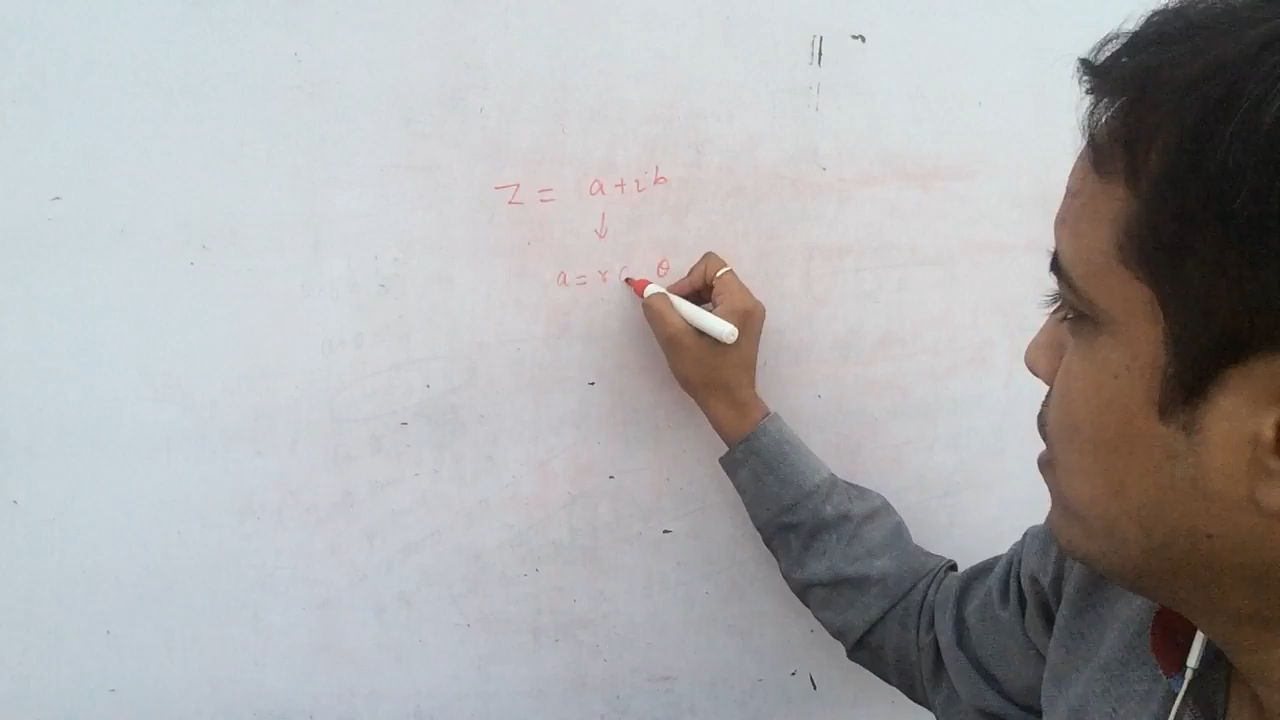 Z = a + ib
↓
a = r c θ